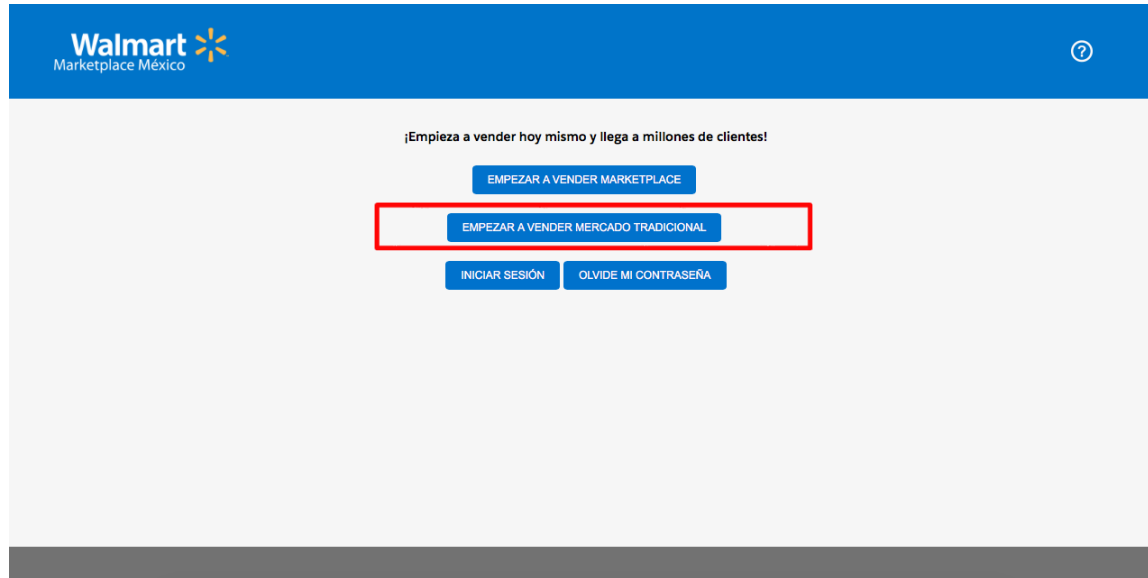 Walmart
Marketplace México
?
¡Empieza a vender hoy mismo y llega a millones de clientes!
EMPEZAR A VENDER MARKETPLACE
EMPEZAR A VENDER MERCADO TRADICIONAL
INICIAR SESIÓN OLVIDE MI CONTRASEÑA